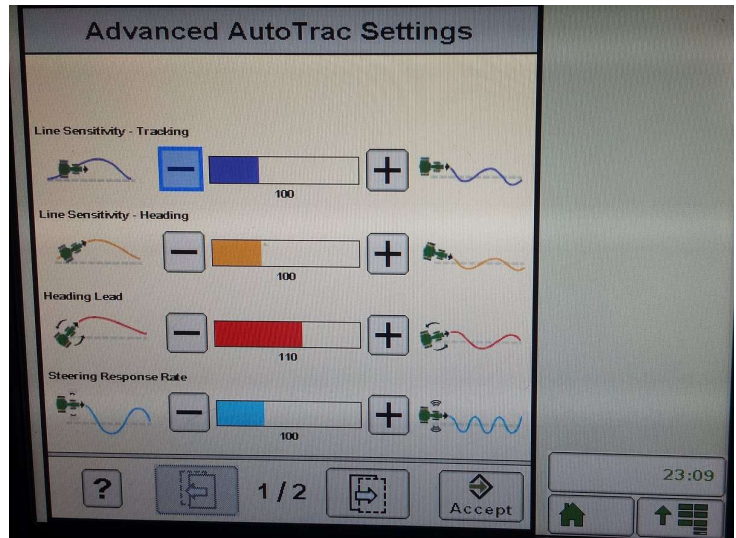 Advanced AutoTrac Settings
Line Sensitivity - Tracking
100
Line Sensitivity - Heading
100
Heading Lead
110
Steering Response Rate
100
?
1 / 2
Accept
23:09